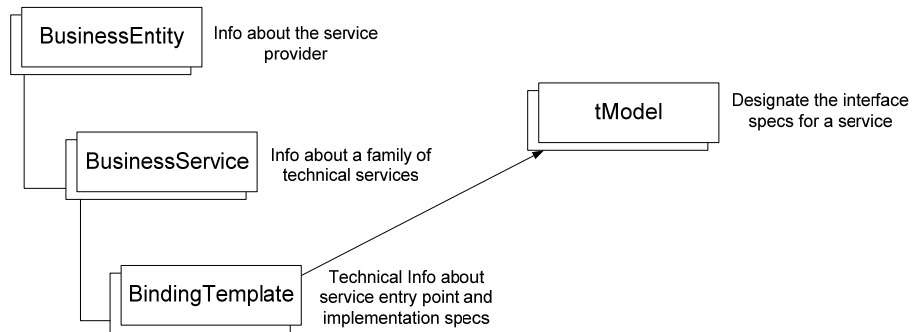 BusinessEntity
Info about the service
provider
tModel
Designate the interface
specs for a service
BusinessService
Info about a family of
technical services
BindingTemplate
Technical Info about
service entry point and
implementation specs